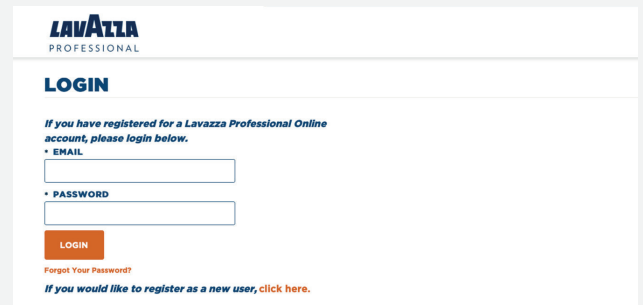 LAVAZZA
PROFESSIONAL
LOGIN
If you have registered for a Lavazza Professional Online
account, please login below.
• EMAIL
• PASSWORD
LOGIN
Forgot Your Password?
If you would like to register as a new user, click here.